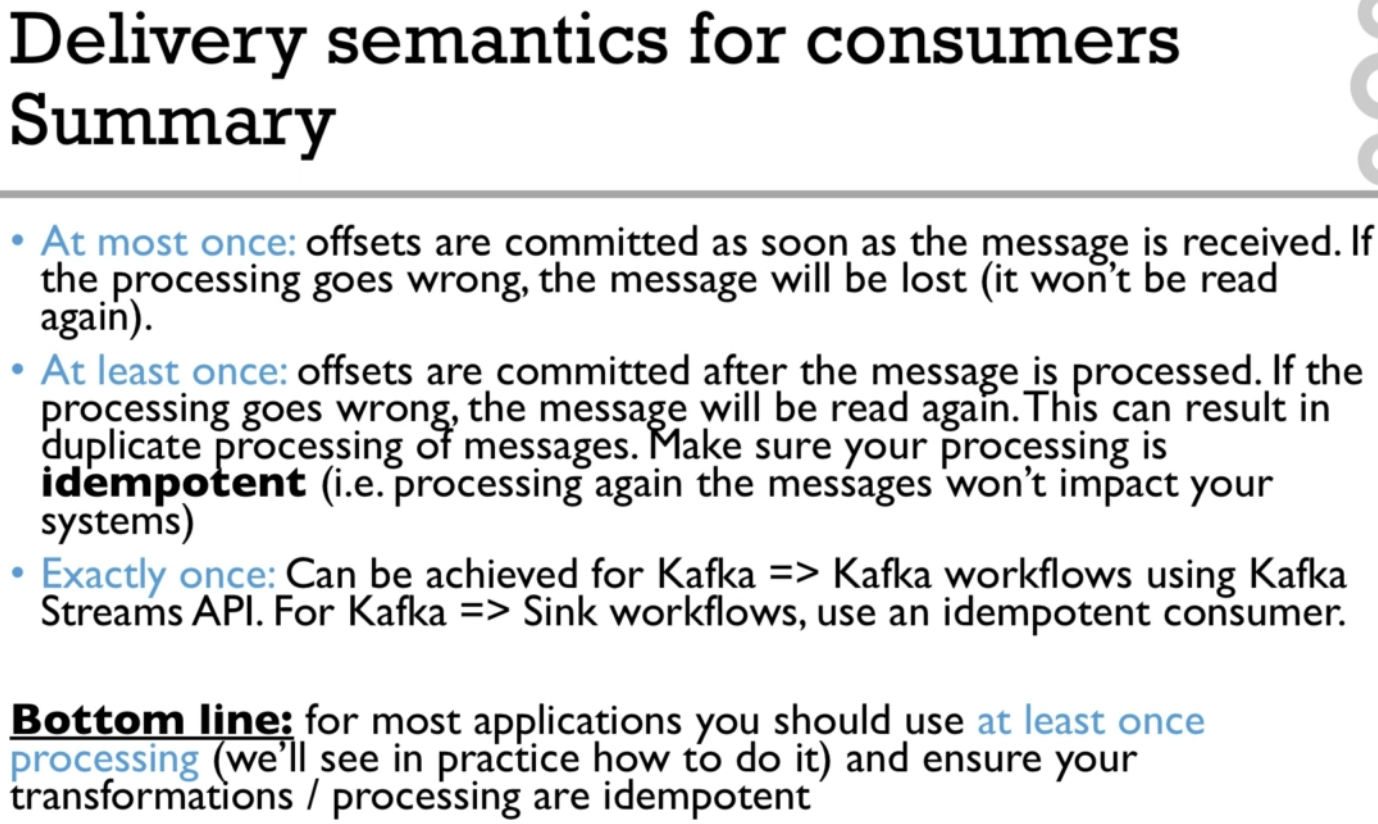 Delivery semantics for consumers
Summary
• At most once: offsets are committed as soon as the message is received. If
the processing goes wrong, the message will be lost (it won't be read
again).
• At least once: offsets are committed after the message is processed. If the
processing goes wrong, the message will be read again. This can result in
duplicate processing of messages. Make sure your processing is
idempotent (i.e. processing again the messages won't impact your
systems)
• Exactly once: Can be achieved for Kafka => Kafka workflows using Kafka
Streams API. For Kafka => Sink workflows, use an idempotent consumer.
Bottom line: for most applications you should use at least once
processing (we'll see in practice how to do it) and ensure your
transformations / processing are idempotent